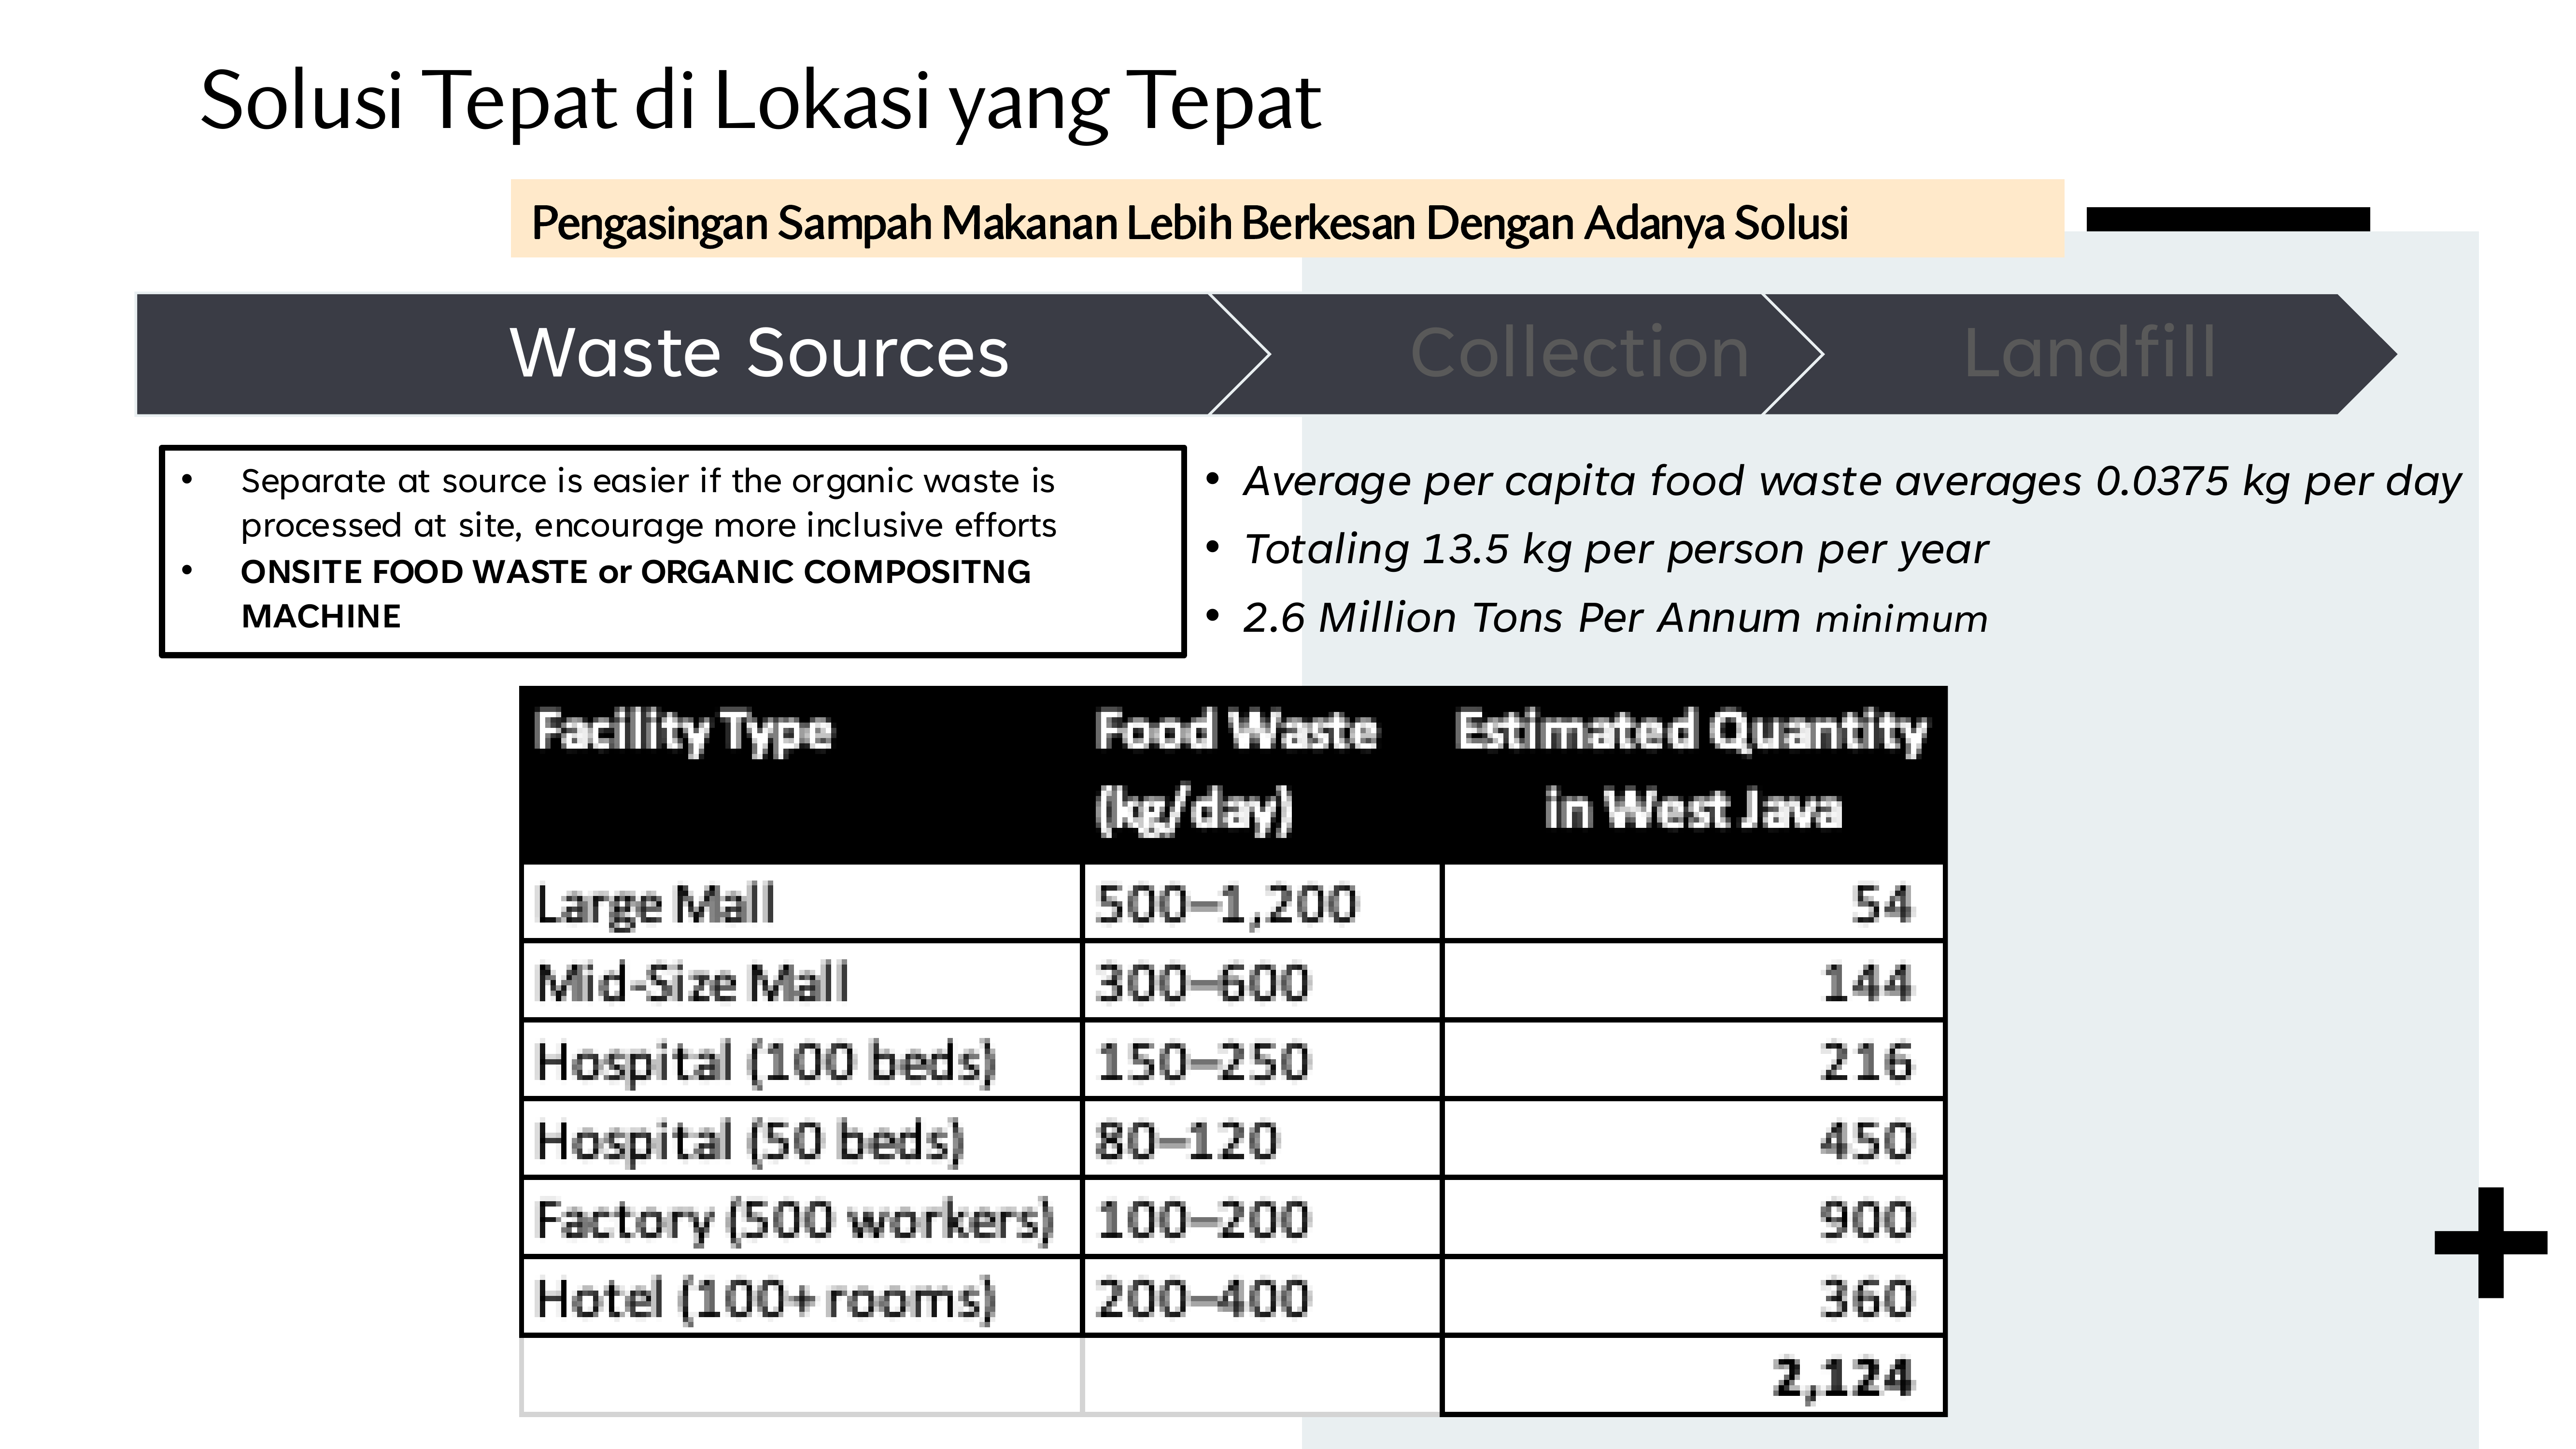 Solusi Tepat di Lokasi yang Tepat
Pengasingan Sampah Makanan Lebih Berkesan Dengan Adanya Solusi
Waste Sources
Collection
Landfill
• Separate at source is easier if the organic waste is
processed at site, encourage more inclusive efforts
• ONSITE FOOD WASTE or ORGANIC COMPOSITNG
MACHINE
• Average per capita food waste averages 0.0375 kg per day
• Totaling 13.5 kg per person per year
• 2.6 Million Tons Per Annum minimum
Facility Type Food Waste Estimated Quantity
(kg/day) in West Java
Large Mall 500–1,200 54
Mid-Size Mall 300–600 144
Hospital (100 beds) 150–250 216
Hospital (50 beds) 80–120 450
Factory (500 workers) 100–200 900
Hotel (100+ rooms) 200–400 360
2,124